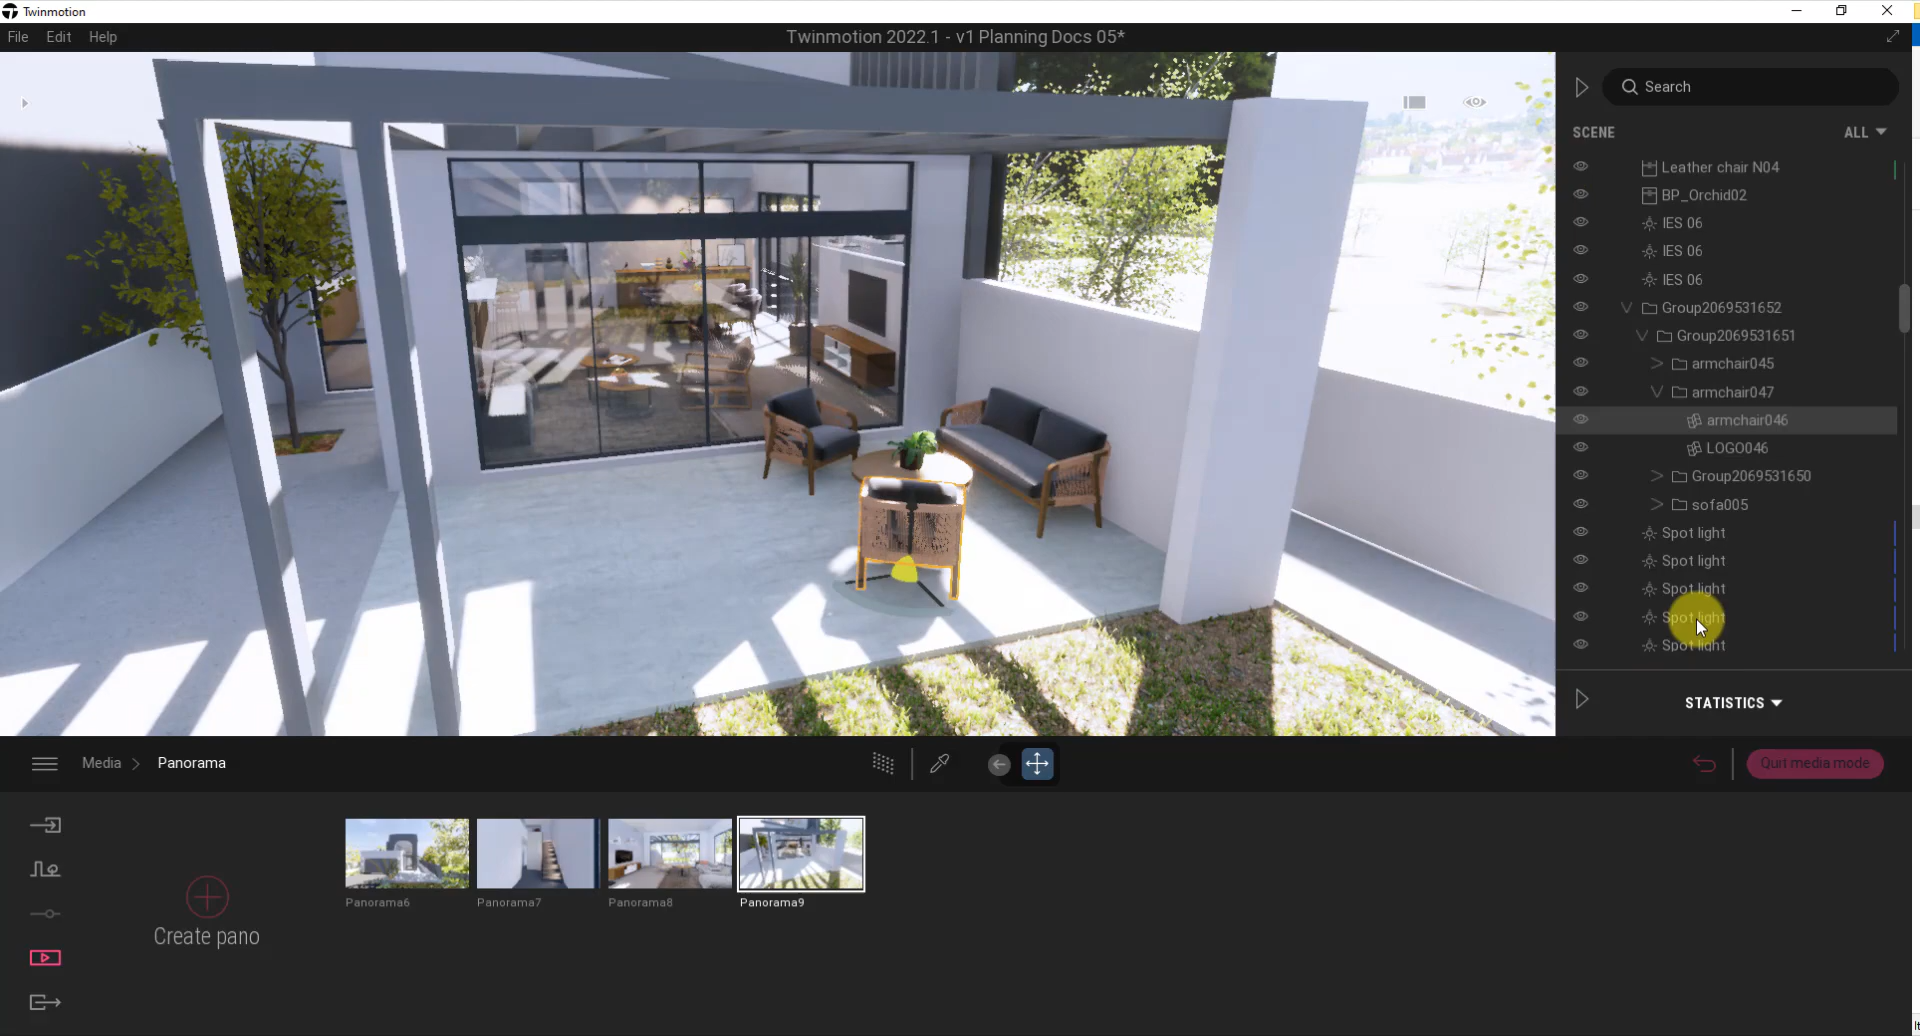 Twinmotion
File Edit Help
Twinmotion 2022.1 - v1 Planning Docs 05*
Search
SCENE
ALL
Leather chair N04
BP_Orchid02
IES 06
IES 06
IES 06
Group2069531652
Group2069531651
armchair045
armchair047
armchair046
LOGO046
Group2069531650
sofa005
Spot light
Spot light
Spot light
Spot light
Spot light
STATISTICS
Media > Panorama
Quit media mode
Create pano
Panorama6
Panorama7
Panorama8
Panorama9